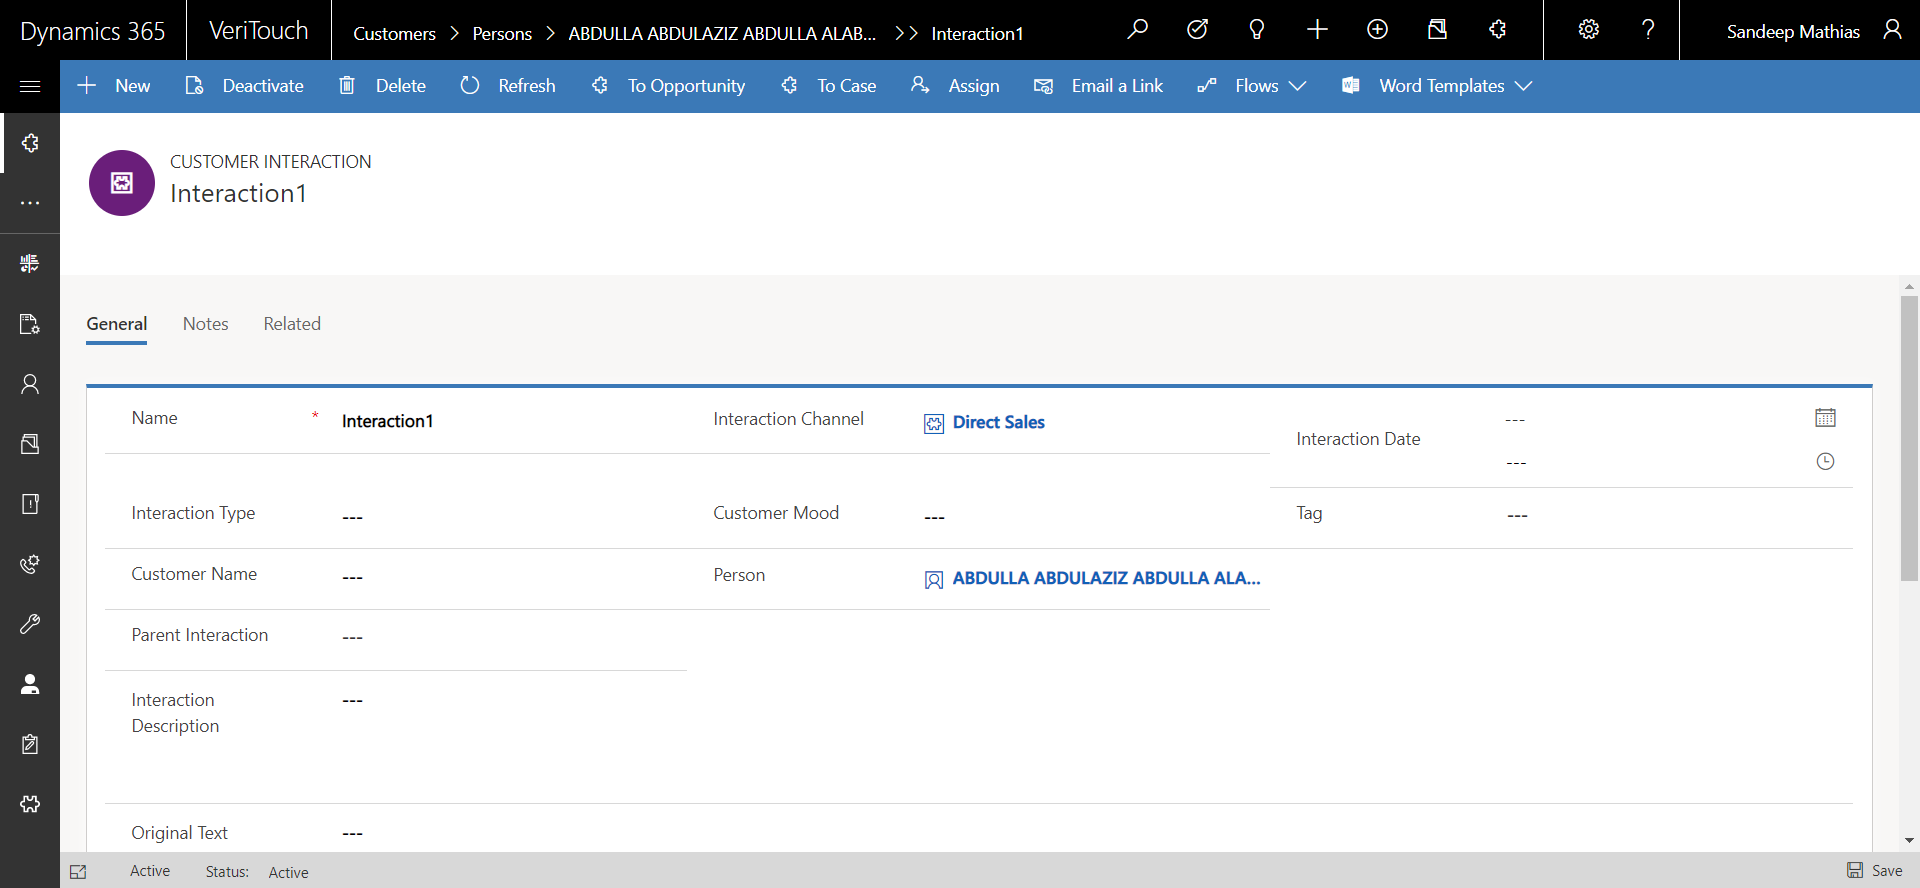 Dynamics 365 VeriTouch Customers > Persons > ABDULLA ABDULAZIZ ABDULLA ALAB... >> Interaction1 ? Sandeep Mathias
New Deactivate Delete Refresh To Opportunity To Case Assign Email a Link Flows Word Templates
CUSTOMER INTERACTION
Interaction1
General Notes Related
Name * Interaction1 Interaction Channel Direct Sales Interaction Date ---
---
Interaction Type --- Customer Mood --- Tag ---
Customer Name --- Person ABDULLA ABDULAZIZ ABDULLA ALA...
Parent Interaction ---
Interaction ---
Description
Original Text ---
Active Status: Active Save